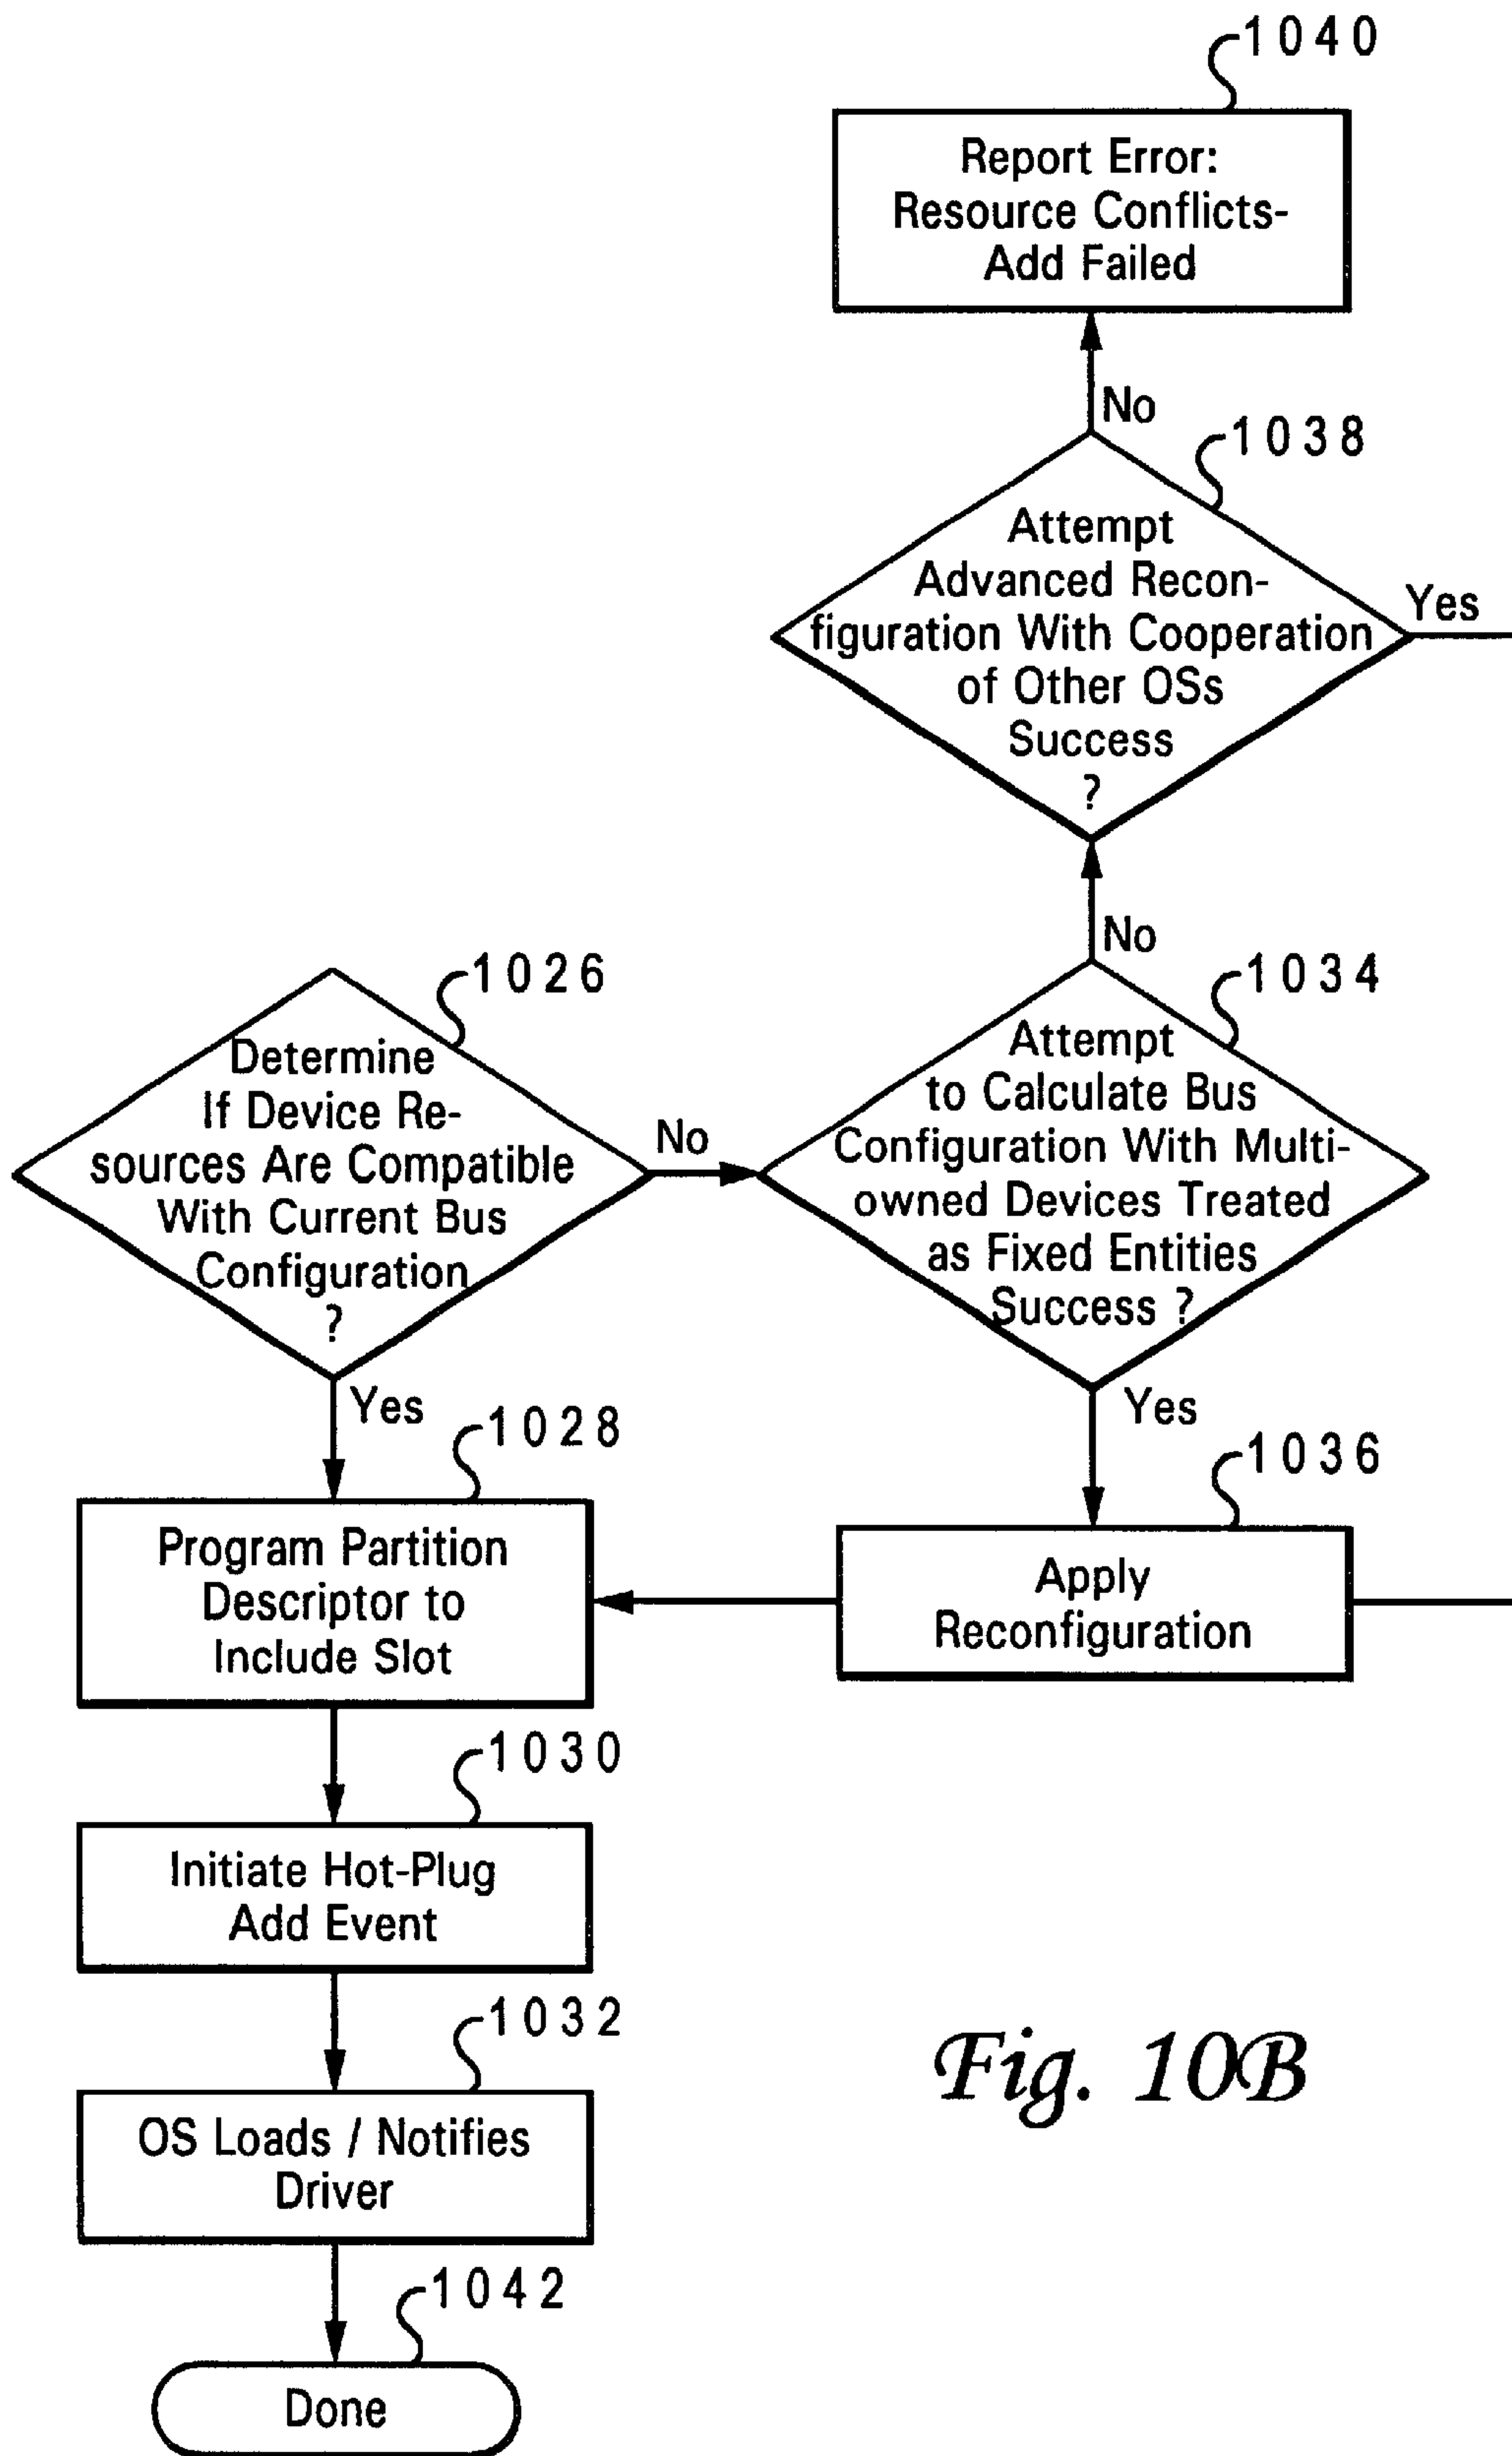 1040
Report Error:
Resource Conflicts-
Add Failed
No
1038
Attempt
Advanced Recon-
figuration With Cooperation
of Other OSs
Success
?
Yes
No
1026
Determine
If Device Re-
sources Are Compatible
With Current Bus
Configuration
?
No
1034
Attempt
to Calculate Bus
Configuration With Multi-
owned Devices Treated
as Fixed Entities
Success ?
Yes
1028
Program Partition
Descriptor to
Include Slot
Yes
1036
Apply
Reconfiguration
1030
Initiate Hot-Plug
Add Event
1032
OS Loads / Notifies
Driver
1042
Done
Fig. 10B